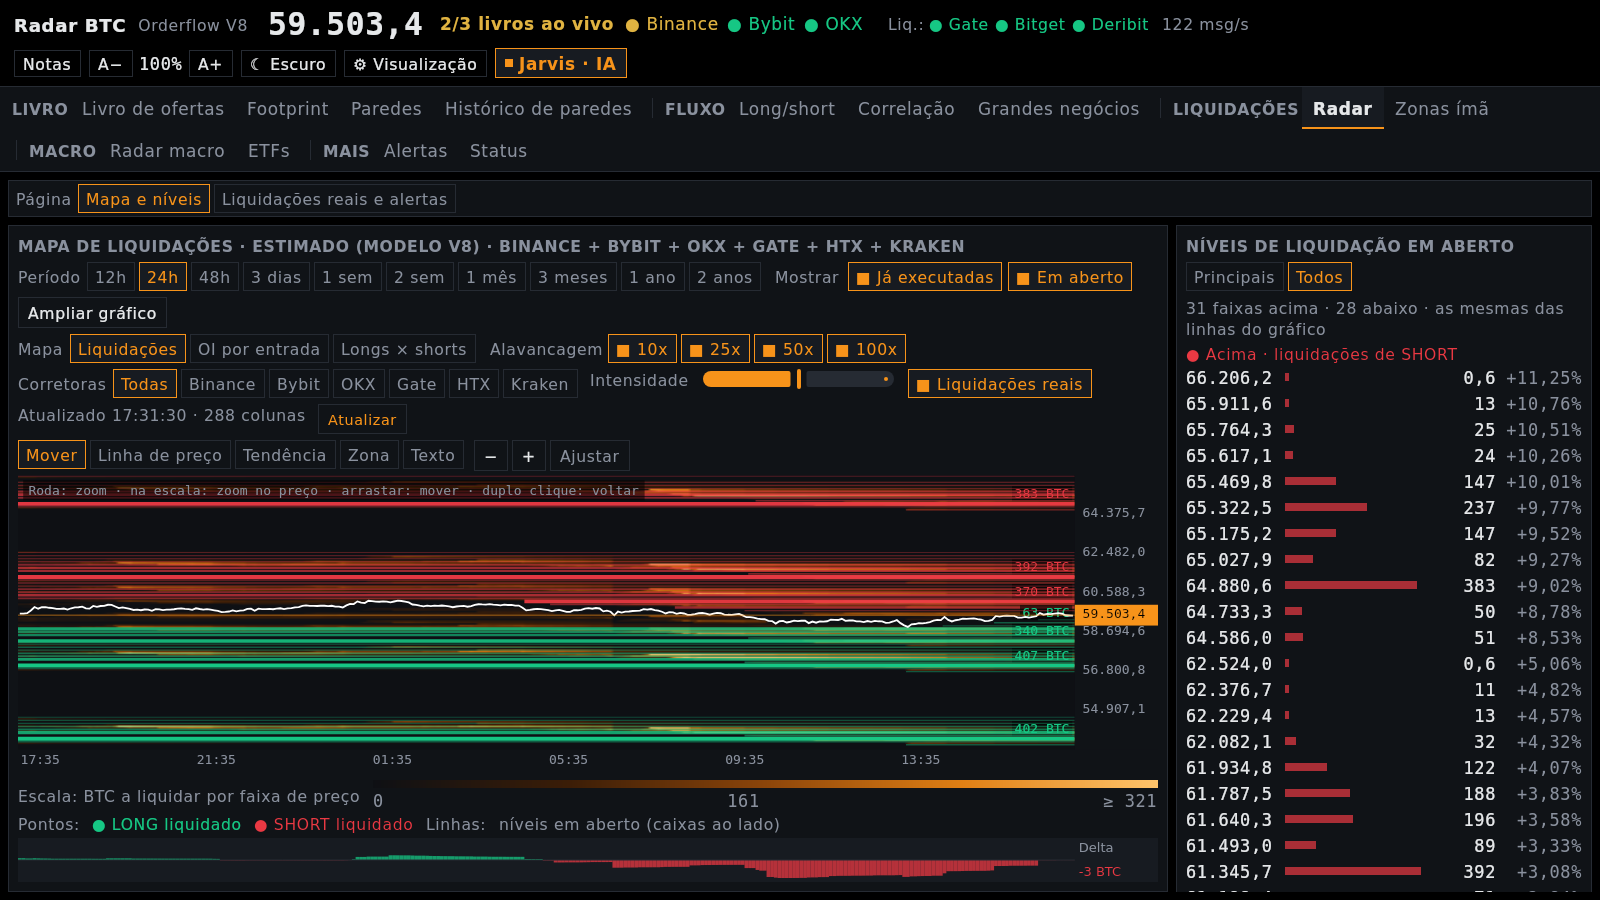 Radar BTC Orderflow V8 59.503,4 2/3 livros ao vivo ● Binance ● Bybit ● OKX Liq.: ● Gate ● Bitget ● Deribit 122 msg/s
Notas A− 100% A+ ☾ Escuro ⚙ Visualização ■ Jarvis · IA
LIVRO Livro de ofertas Footprint Paredes Histórico de paredes FLUXO Long/short Correlação Grandes negócios LIQUIDAÇÕES Radar Zonas ímã
MACRO Radar macro ETFs MAIS Alertas Status
Página Mapa e níveis Liquidações reais e alertas
MAPA DE LIQUIDAÇÕES · ESTIMADO (MODELO V8) · BINANCE + BYBIT + OKX + GATE + HTX + KRAKEN
Período 12h 24h 48h 3 dias 1 sem 2 sem 1 mês 3 meses 1 ano 2 anos Mostrar ■ Já executadas ■ Em aberto
Ampliar gráfico
Mapa Liquidações OI por entrada Longs × shorts Alavancagem ■ 10x ■ 25x ■ 50x ■ 100x
Corretoras Todas Binance Bybit OKX Gate HTX Kraken Intensidade ■ Liquidações reais
Atualizado 17:31:30 · 288 colunas Atualizar
Mover Linha de preço Tendência Zona Texto − + Ajustar
Roda: zoom · na escala: zoom no preço · arrastar: mover · duplo clique: voltar
383 BTC
64.375,7
62.482,0
392 BTC
370 BTC
60.588,3
63 BTC
59.503,4
340 BTC
58.694,6
407 BTC
56.800,8
54.907,1
402 BTC
17:35 21:35 01:35 05:35 09:35 13:35
Escala: BTC a liquidar por faixa de preço 0 161 ≥ 321
Pontos: ● LONG liquidado ● SHORT liquidado Linhas: níveis em aberto (caixas ao lado)
Delta
-3 BTC
NÍVEIS DE LIQUIDAÇÃO EM ABERTO
Principais Todos
31 faixas acima · 28 abaixo · as mesmas das
linhas do gráfico
● Acima · liquidações de SHORT
66.206,2 0,6 +11,25%
65.911,6 13 +10,76%
65.764,3 25 +10,51%
65.617,1 24 +10,26%
65.469,8 147 +10,01%
65.322,5 237 +9,77%
65.175,2 147 +9,52%
65.027,9 82 +9,27%
64.880,6 383 +9,02%
64.733,3 50 +8,78%
64.586,0 51 +8,53%
62.524,0 0,6 +5,06%
62.376,7 11 +4,82%
62.229,4 13 +4,57%
62.082,1 32 +4,32%
61.934,8 122 +4,07%
61.787,5 188 +3,83%
61.640,3 196 +3,58%
61.493,0 89 +3,33%
61.345,7 392 +3,08%